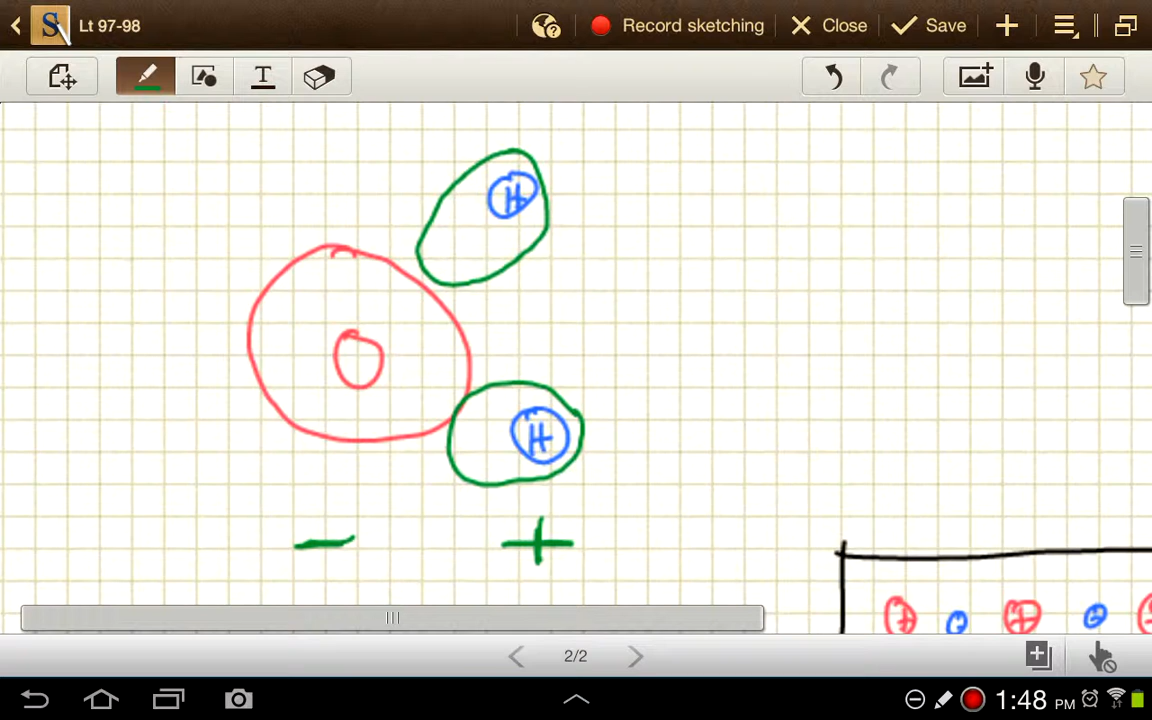 S Lt 97-98 Record sketching Close Save
T
H
O
H
- +
+ - + -
2/2
1:48 PM